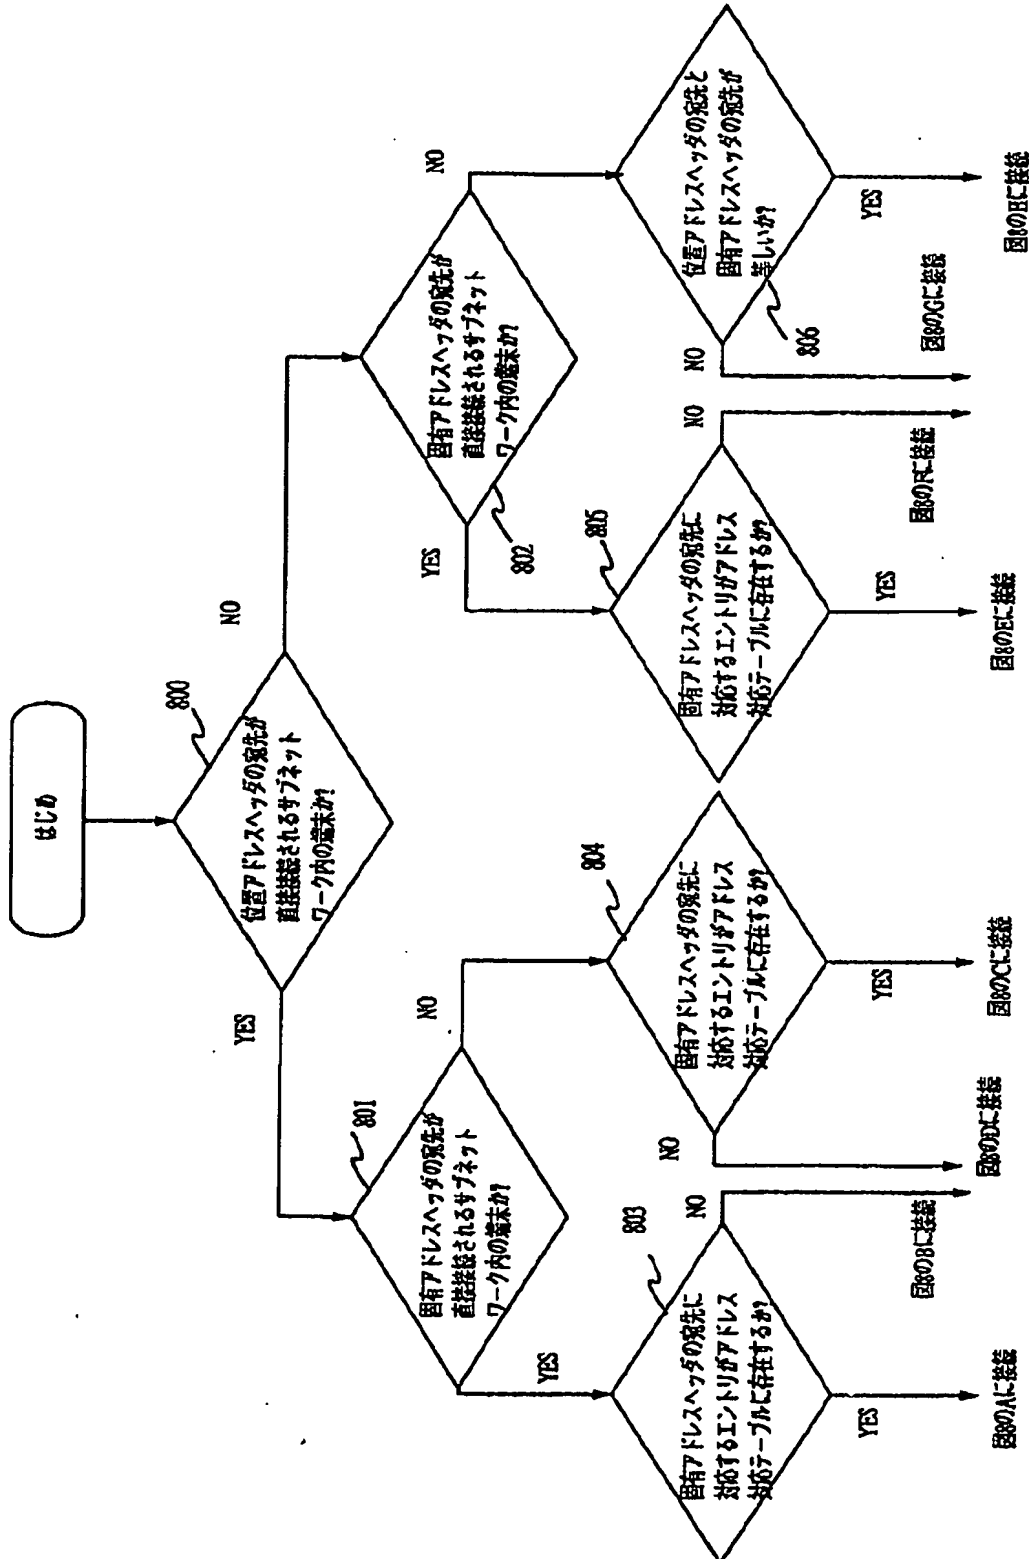 はじめ
800
位置アドレスヘッダの宛先が
直接接続されるサブネット
ワーク内の端末か?
YES
NO
801
固有アドレスヘッダの宛先が
直接接続されるサブネット
ワーク内の端末か?
YES
NO
802
固有アドレスヘッダの宛先が
直接接続されるサブネット
ワーク内の端末か?
YES
NO
803
固有アドレスヘッダの宛先に
対応するエントリがアドレス
対応テーブルに存在するか?
YES
NO
図8のAに接続
図8のBに接続
804
固有アドレスヘッダの宛先に
対応するエントリがアドレス
対応テーブルに存在するか?
NO
YES
図8のDに接続
図8のCに接続
805
固有アドレスヘッダの宛先に
対応するエントリがアドレス
対応テーブルに存在するか?
YES
NO
図8のEに接続
図8のFに接続
806
位置アドレスヘッダの宛先と
固有アドレスヘッダの宛先が
等しいか?
NO
YES
図8のGに接続
図8のHに接続